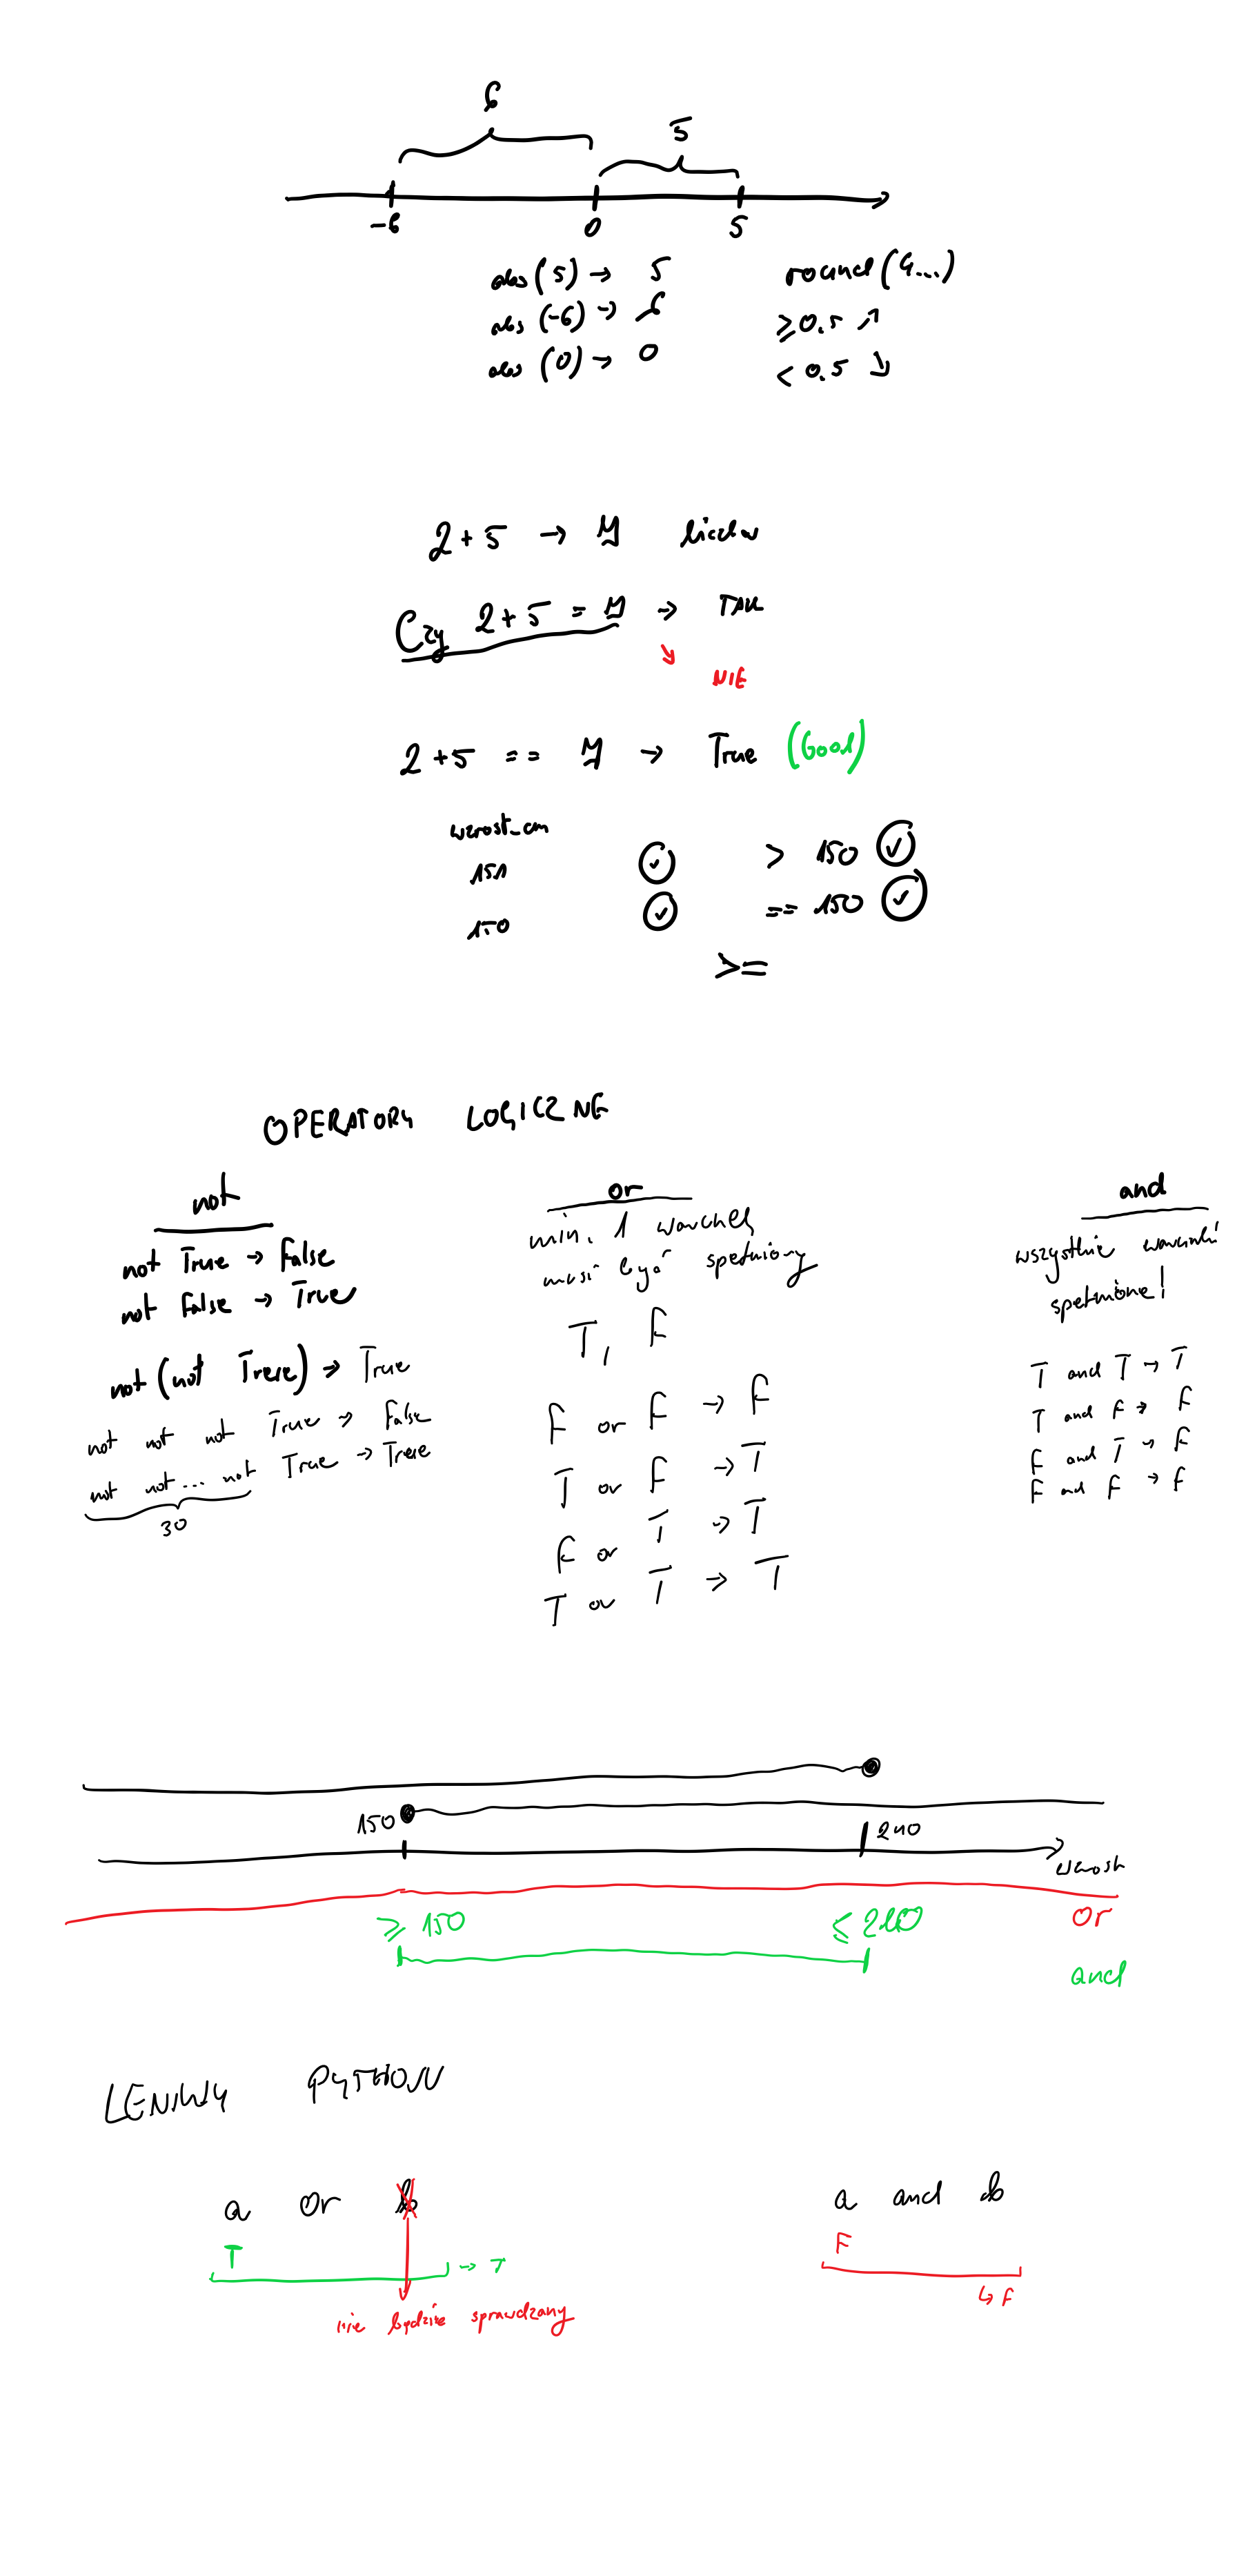 6
5
-6 0 5
abs (5) → 5
abs (-6) → 6
abs (0) → 0
round (4...)
≥0.5 ↗
< 0.5 ↘
2+5 → 7 liczba
Czy 2+5 = 7 → TAK
↘ NIE
2+5 == 7 → True (bool)
wzrost_cm
151 ✓ > 150 ✓
150 ✓ == 150 ✓
>=
OPERATORY LOGICZNE
not
not True → False
not False → True
not (not True) → True
not not not True → False
not not... not True → True
30
or
min. 1 warunek
musi być spełniony
T, F
F or F → F
T or F → T
F or T → T
T or T → T
and
wszystkie warunki
spełnione!
T and T → T
T and F → F
F and T → F
F and F → F
150
210
wzrost
≥ 150 ≤ 210 or
and
LENIWY PYTHON
a or b
T → T
nie będzie sprawdzany
a and b
F
↳ F